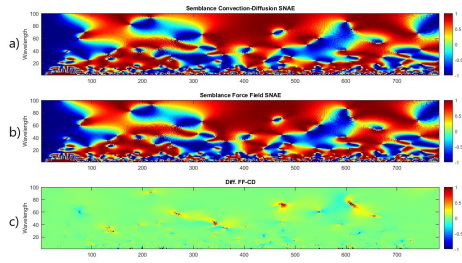 Semblance Convection-Diffusion SNAE
a)
Wavelength
100
80
60
40
20
100 200 300 400 500 600 700
1
0.5
0
-0.5
-1
Semblance Force Field SNAE
b)
Wavelength
100
80
60
40
20
100 200 300 400 500 600 700
1
0.5
0
-0.5
-1
Diff. FF-CD
c)
Wavelength
100
80
60
40
20
100 200 300 400 500 600 700
1
0.5
0
-0.5
-1